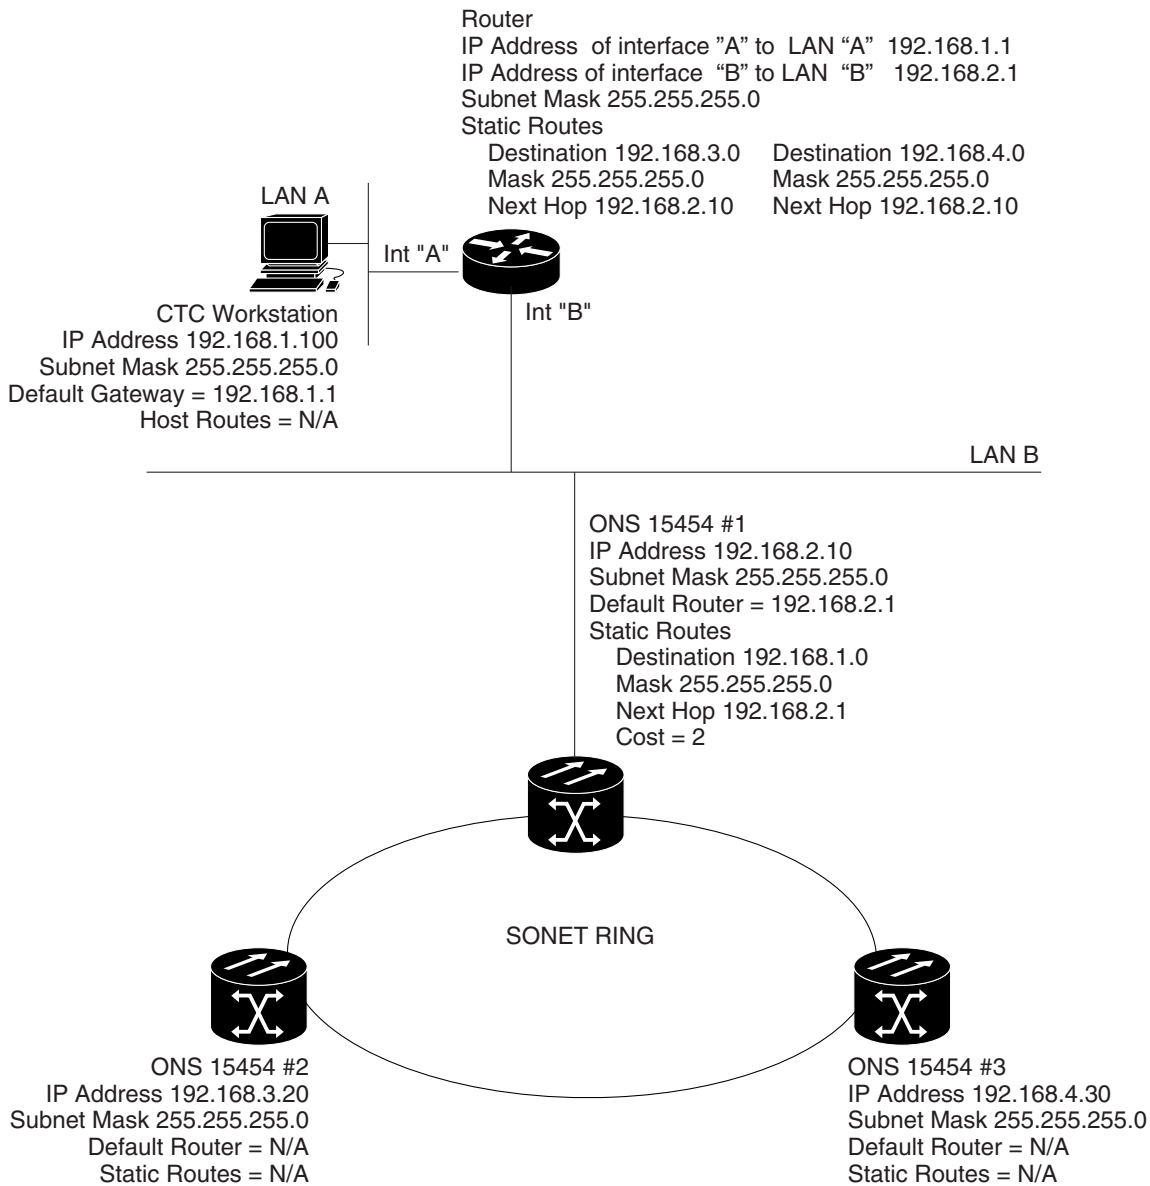 Router
IP Address of interface ”A” to LAN “A” 192.168.1.1
IP Address of interface “B” to LAN “B” 192.168.2.1
Subnet Mask 255.255.255.0
Static Routes
Destination 192.168.3.0
Mask 255.255.255.0
Next Hop 192.168.2.10
Destination 192.168.4.0
Mask 255.255.255.0
Next Hop 192.168.2.10
LAN A
Int "A"
Int "B"
CTC Workstation
IP Address 192.168.1.100
Subnet Mask 255.255.255.0
Default Gateway = 192.168.1.1
Host Routes = N/A
LAN B
ONS 15454 #1
IP Address 192.168.2.10
Subnet Mask 255.255.255.0
Default Router = 192.168.2.1
Static Routes
Destination 192.168.1.0
Mask 255.255.255.0
Next Hop 192.168.2.1
Cost = 2
SONET RING
ONS 15454 #2
IP Address 192.168.3.20
Subnet Mask 255.255.255.0
Default Router = N/A
Static Routes = N/A
ONS 15454 #3
IP Address 192.168.4.30
Subnet Mask 255.255.255.0
Default Router = N/A
Static Routes = N/A